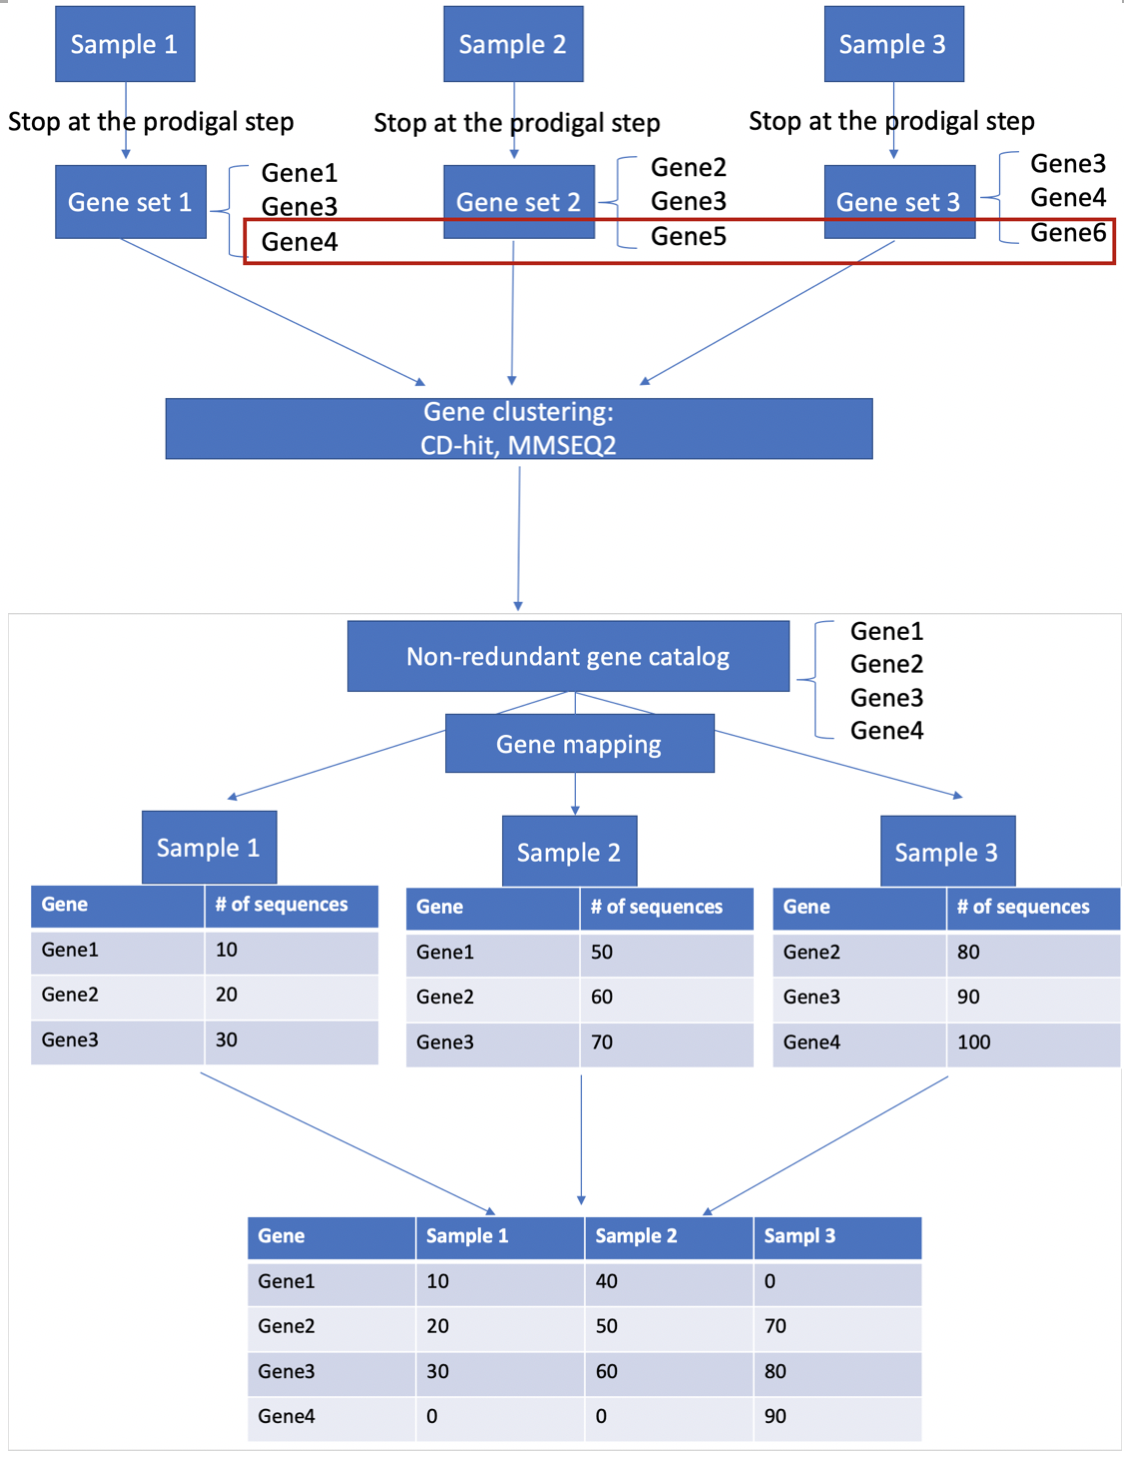 Sample 1
Sample 2
Sample 3
Stop at the prodigal step
Stop at the prodigal step
Stop at the prodigal step
Gene set 1
Gene1
Gene3
Gene4
Gene set 2
Gene2
Gene3
Gene5
Gene set 3
Gene3
Gene4
Gene6
Gene clustering:
CD-hit, MMSEQ2
Non-redundant gene catalog
Gene1
Gene2
Gene3
Gene4
Gene mapping
Sample 1
Gene # of sequences
Gene1 10
Gene2 20
Gene3 30
Sample 2
Gene # of sequences
Gene1 50
Gene2 60
Gene3 70
Sample 3
Gene # of sequences
Gene2 80
Gene3 90
Gene4 100
Gene Sample 1 Sample 2 Sampl 3
Gene1 10 40 0
Gene2 20 50 70
Gene3 30 60 80
Gene4 0 0 90